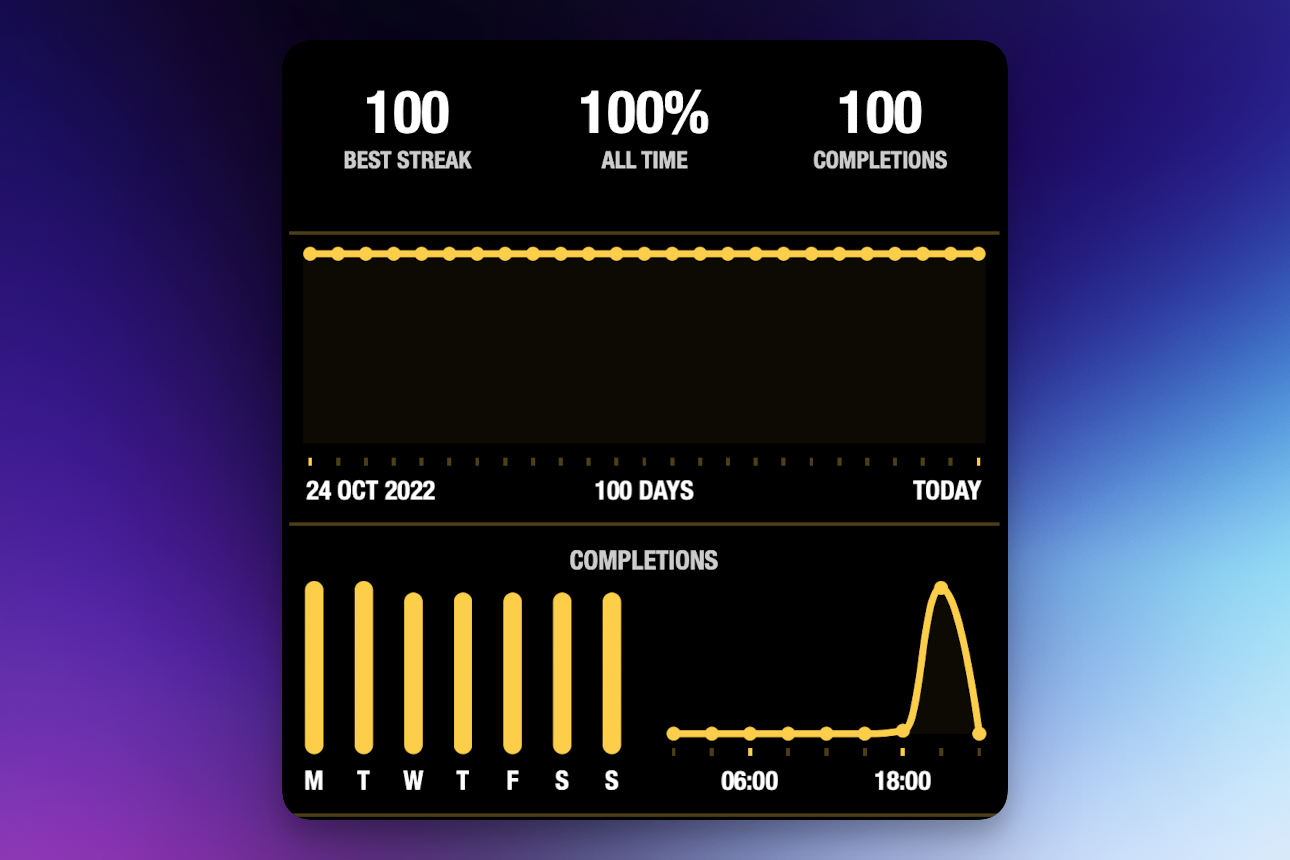 100 100% 100
BEST STREAK ALL TIME COMPLETIONS
24 OCT 2022 100 DAYS TODAY
COMPLETIONS
M T W T F S S 06:00 18:00